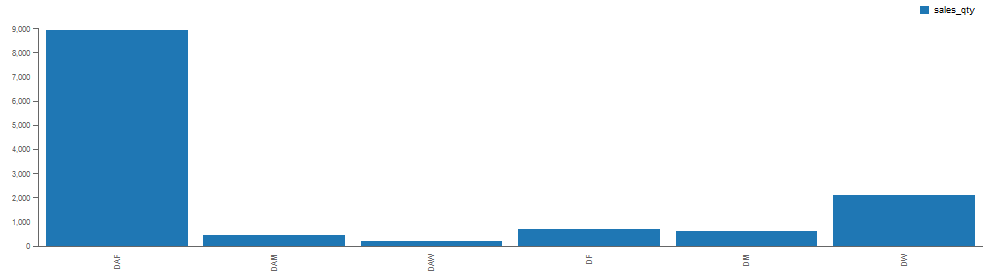 sales_qty
9,000
8,000
7,000
6,000
5,000
4,000
3,000
2,000
1,000
0
DAF
DAM
DAW
DF
DM
DW